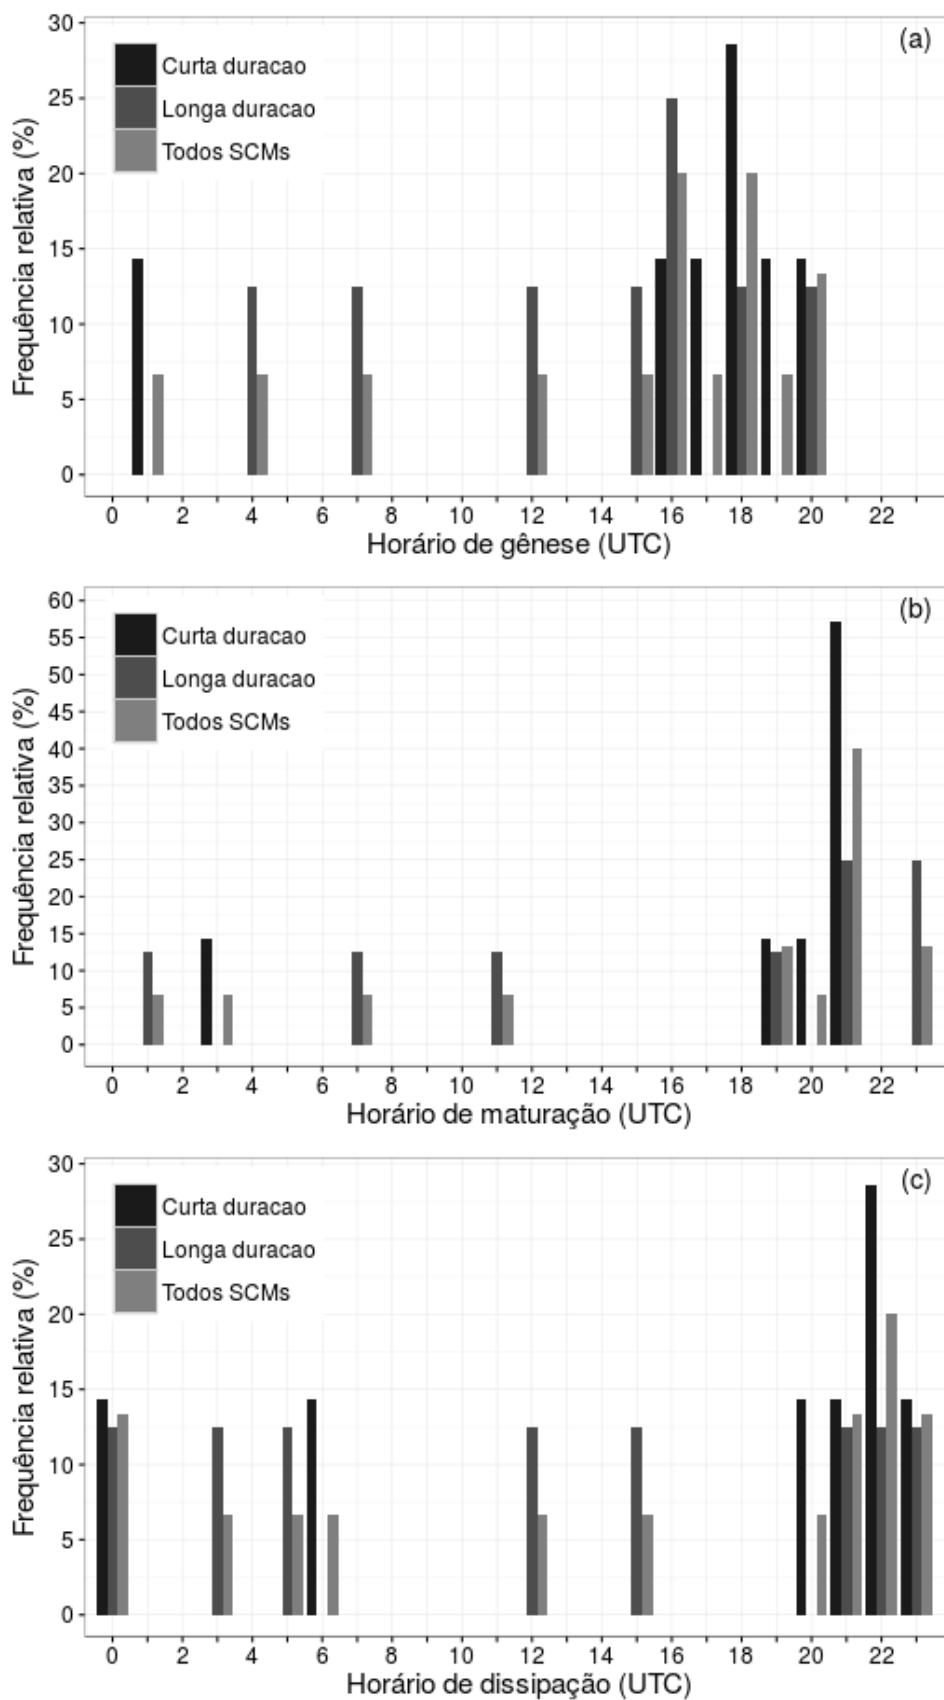 (a)
Curta duracao
Longa duracao
Todos SCMs
Frequência relativa (%)
30
25
20
15
10
5
0
0 2 4 6 8 10 12 14 16 18 20 22
Horário de gênese (UTC)
(b)
Curta duracao
Longa duracao
Todos SCMs
Frequência relativa (%)
60
55
50
45
40
35
30
25
20
15
10
5
0
0 2 4 6 8 10 12 14 16 18 20 22
Horário de maturação (UTC)
(c)
Curta duracao
Longa duracao
Todos SCMs
Frequência relativa (%)
30
25
20
15
10
5
0
0 2 4 6 8 10 12 14 16 18 20 22
Horário de dissipação (UTC)